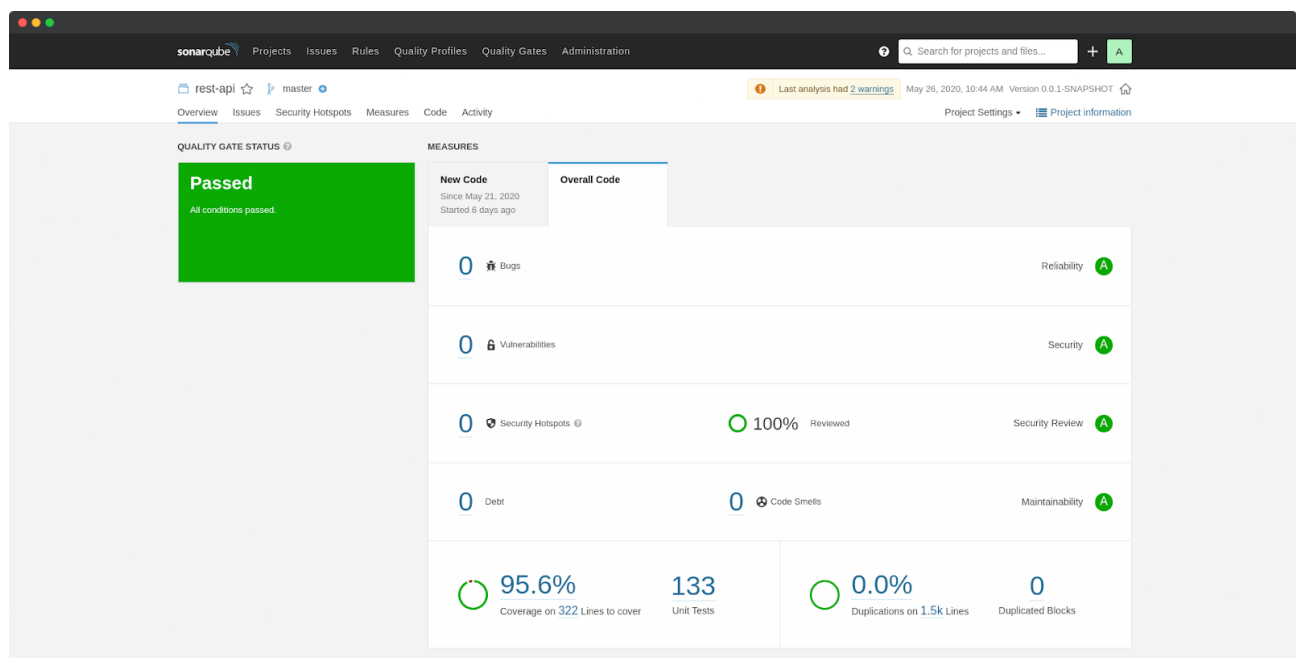 sonarqube Projects Issues Rules Quality Profiles Quality Gates Administration ? Search for projects and files... + A
rest-api master Last analysis had 2 warnings May 26, 2020, 10:44 AM Version 0.0.1-SNAPSHOT
Overview Issues Security Hotspots Measures Code Activity Project Settings Project information
QUALITY GATE STATUS ? MEASURES
Passed
All conditions passed.
New Code
Since May 21, 2020
Started 6 days ago
Overall Code
0 Bugs Reliability A
0 Vulnerabilities Security A
0 Security Hotspots ? 100% Reviewed Security Review A
0 Debt 0 Code Smells Maintainability A
95.6% 133 0.0% 0
Coverage on 322 Lines to cover Unit Tests Duplications on 1.5k Lines Duplicated Blocks